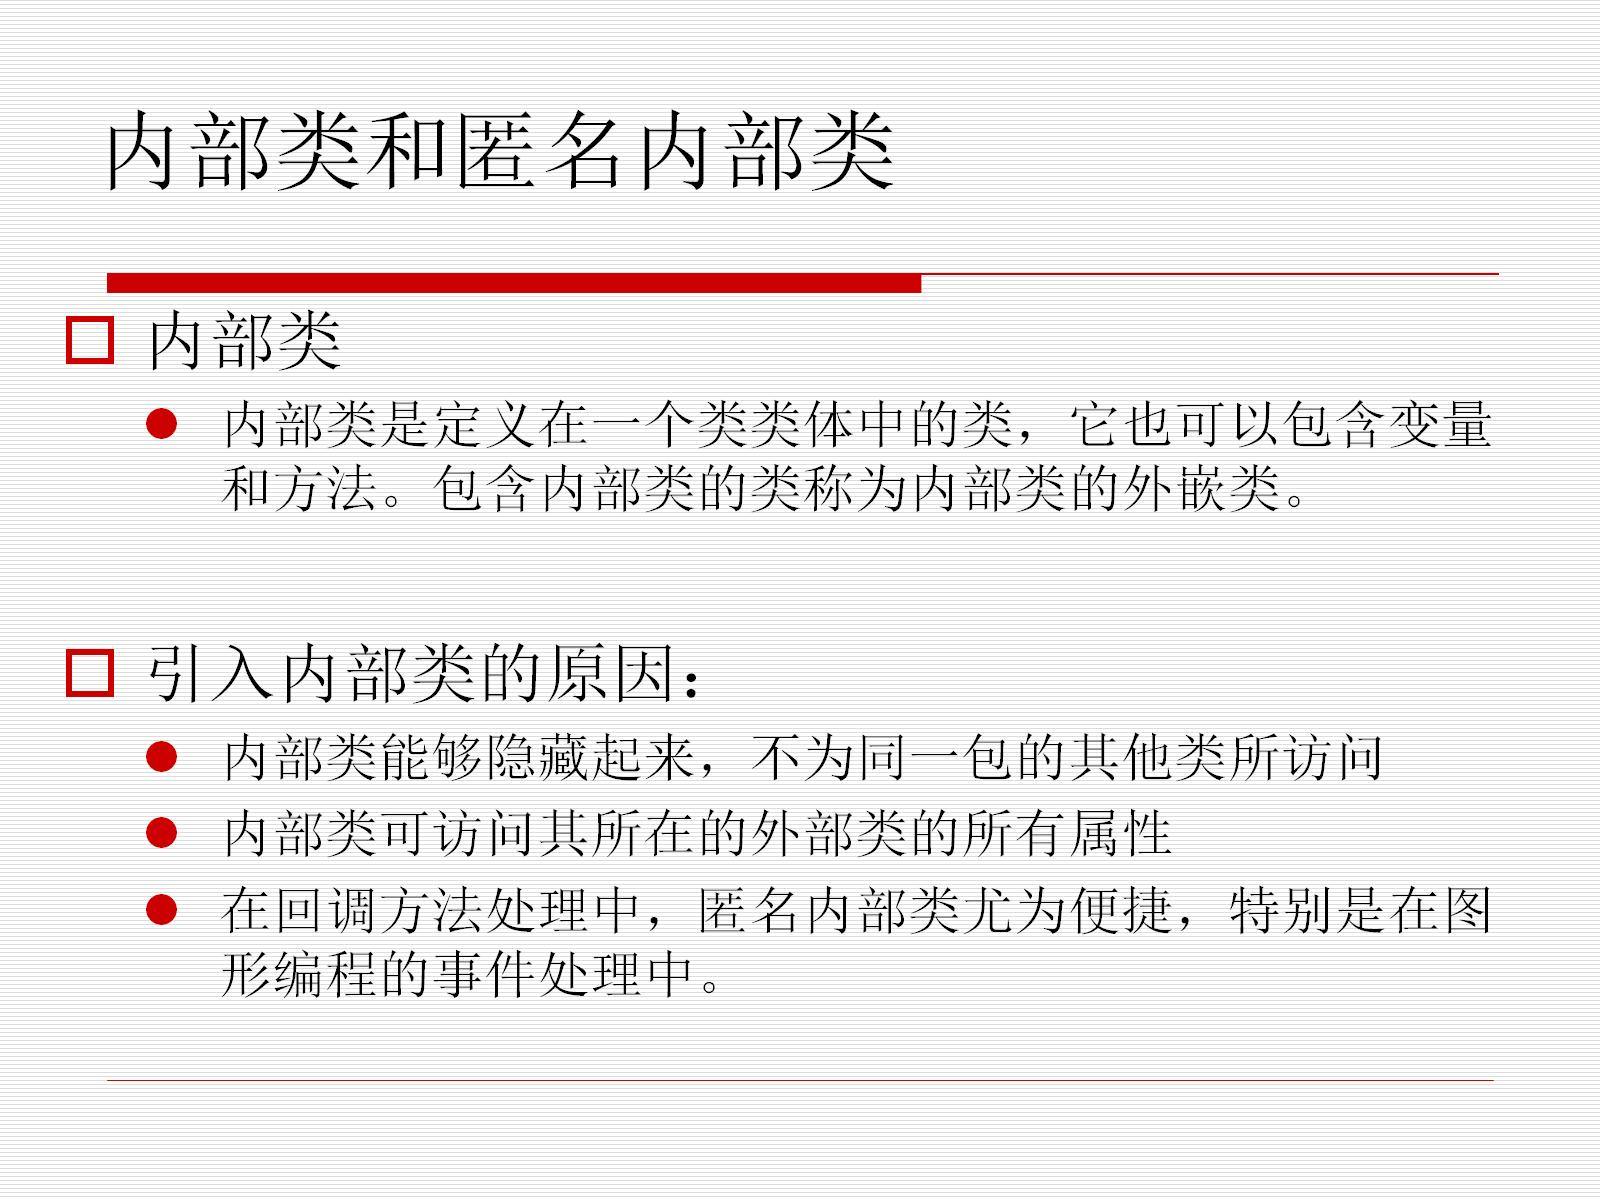 内部类和匿名内部类
内部类
内部类是定义在一个类类体中的类，它也可以包含变量
和方法。包含内部类的类称为内部类的外嵌类。
引入内部类的原因：
内部类能够隐藏起来，不为同一包的其他类所访问
内部类可访问其所在的外部类的所有属性
在回调方法处理中，匿名内部类尤为便捷，特别是在图
形编程的事件处理中。